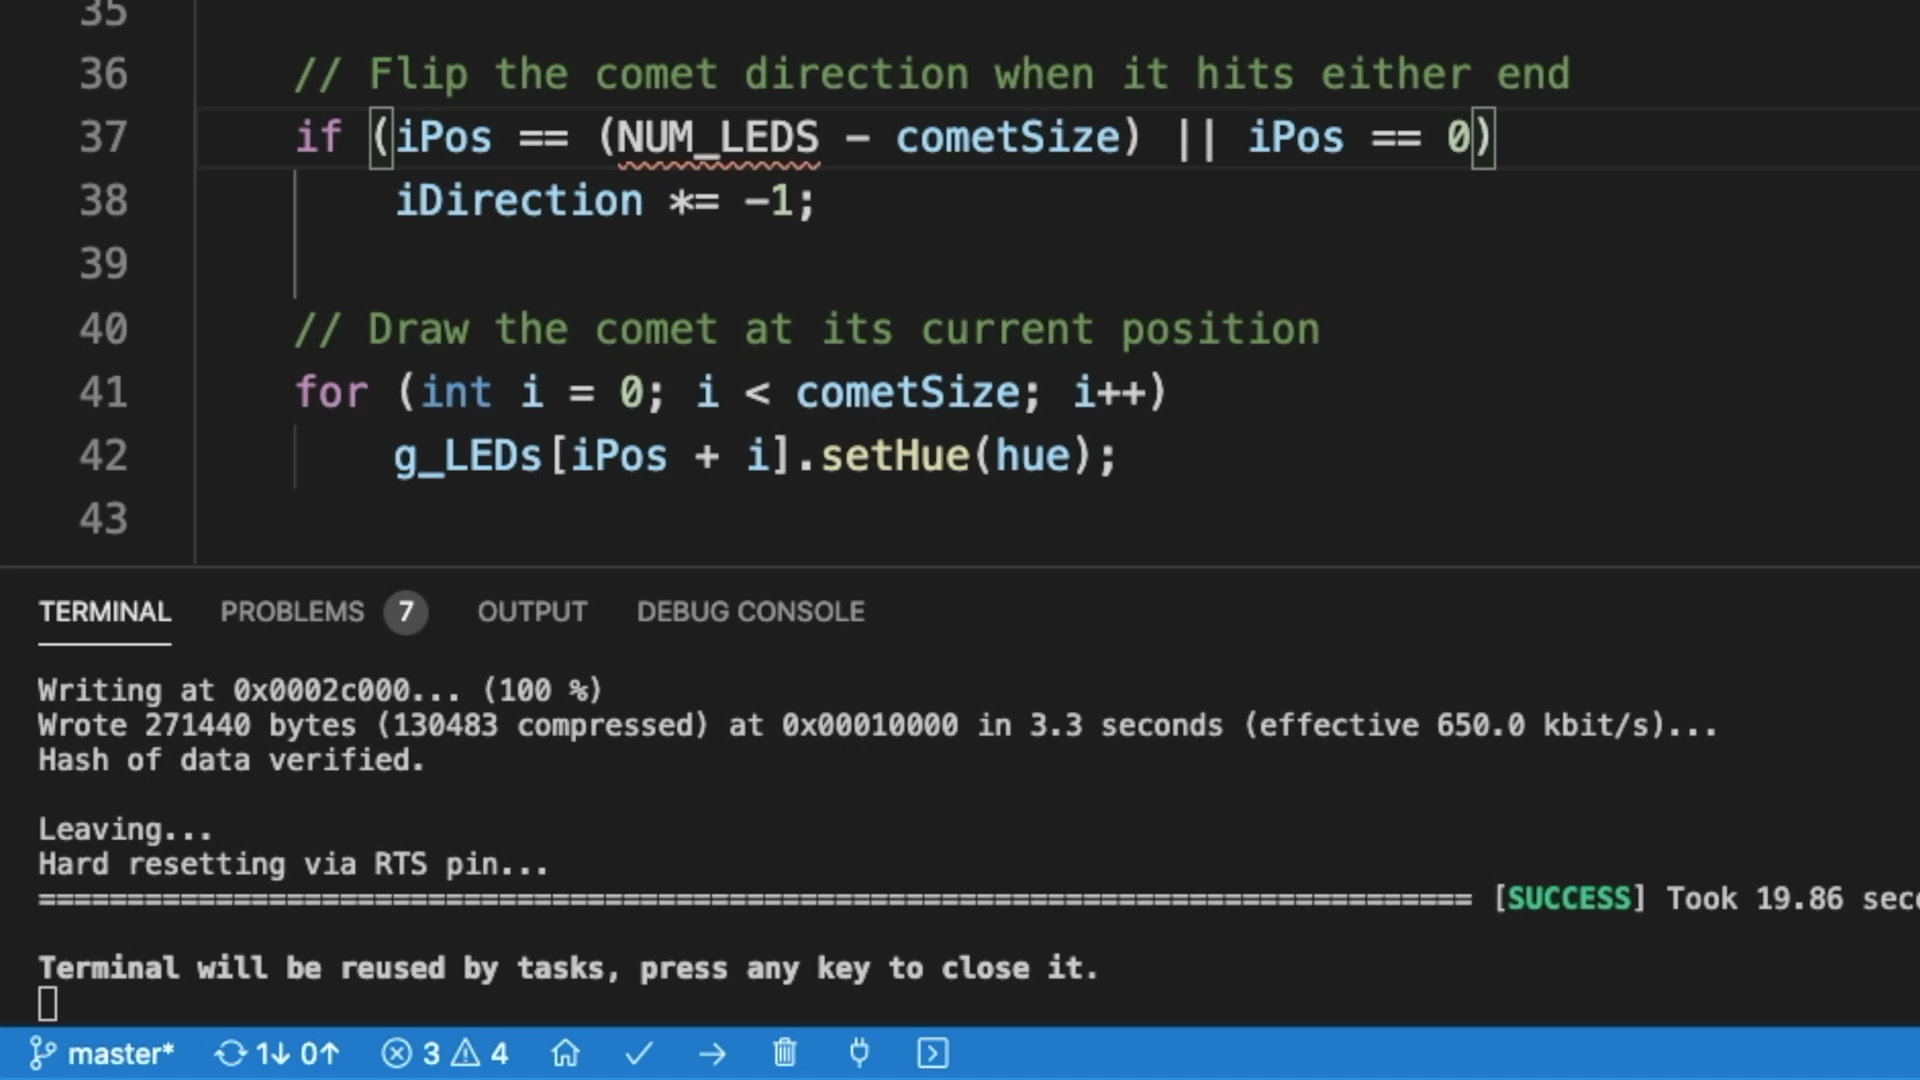 35
36 // Flip the comet direction when it hits either end
37 if (iPos == (NUM_LEDS - cometSize) || iPos == 0)
38 iDirection *= -1;
39
40 // Draw the comet at its current position
41 for (int i = 0; i < cometSize; i++)
42 g_LEDs[iPos + i].setHue(hue);
43
TERMINAL PROBLEMS 7 OUTPUT DEBUG CONSOLE
Writing at 0x0002c000... (100 %)
Wrote 271440 bytes (130483 compressed) at 0x00010000 in 3.3 seconds (effective 650.0 kbit/s)...
Hash of data verified.
Leaving...
Hard resetting via RTS pin...
================================================================================= [SUCCESS] Took 19.86 seco
Terminal will be reused by tasks, press any key to close it.
master* 1↓ 0↑ 3 4